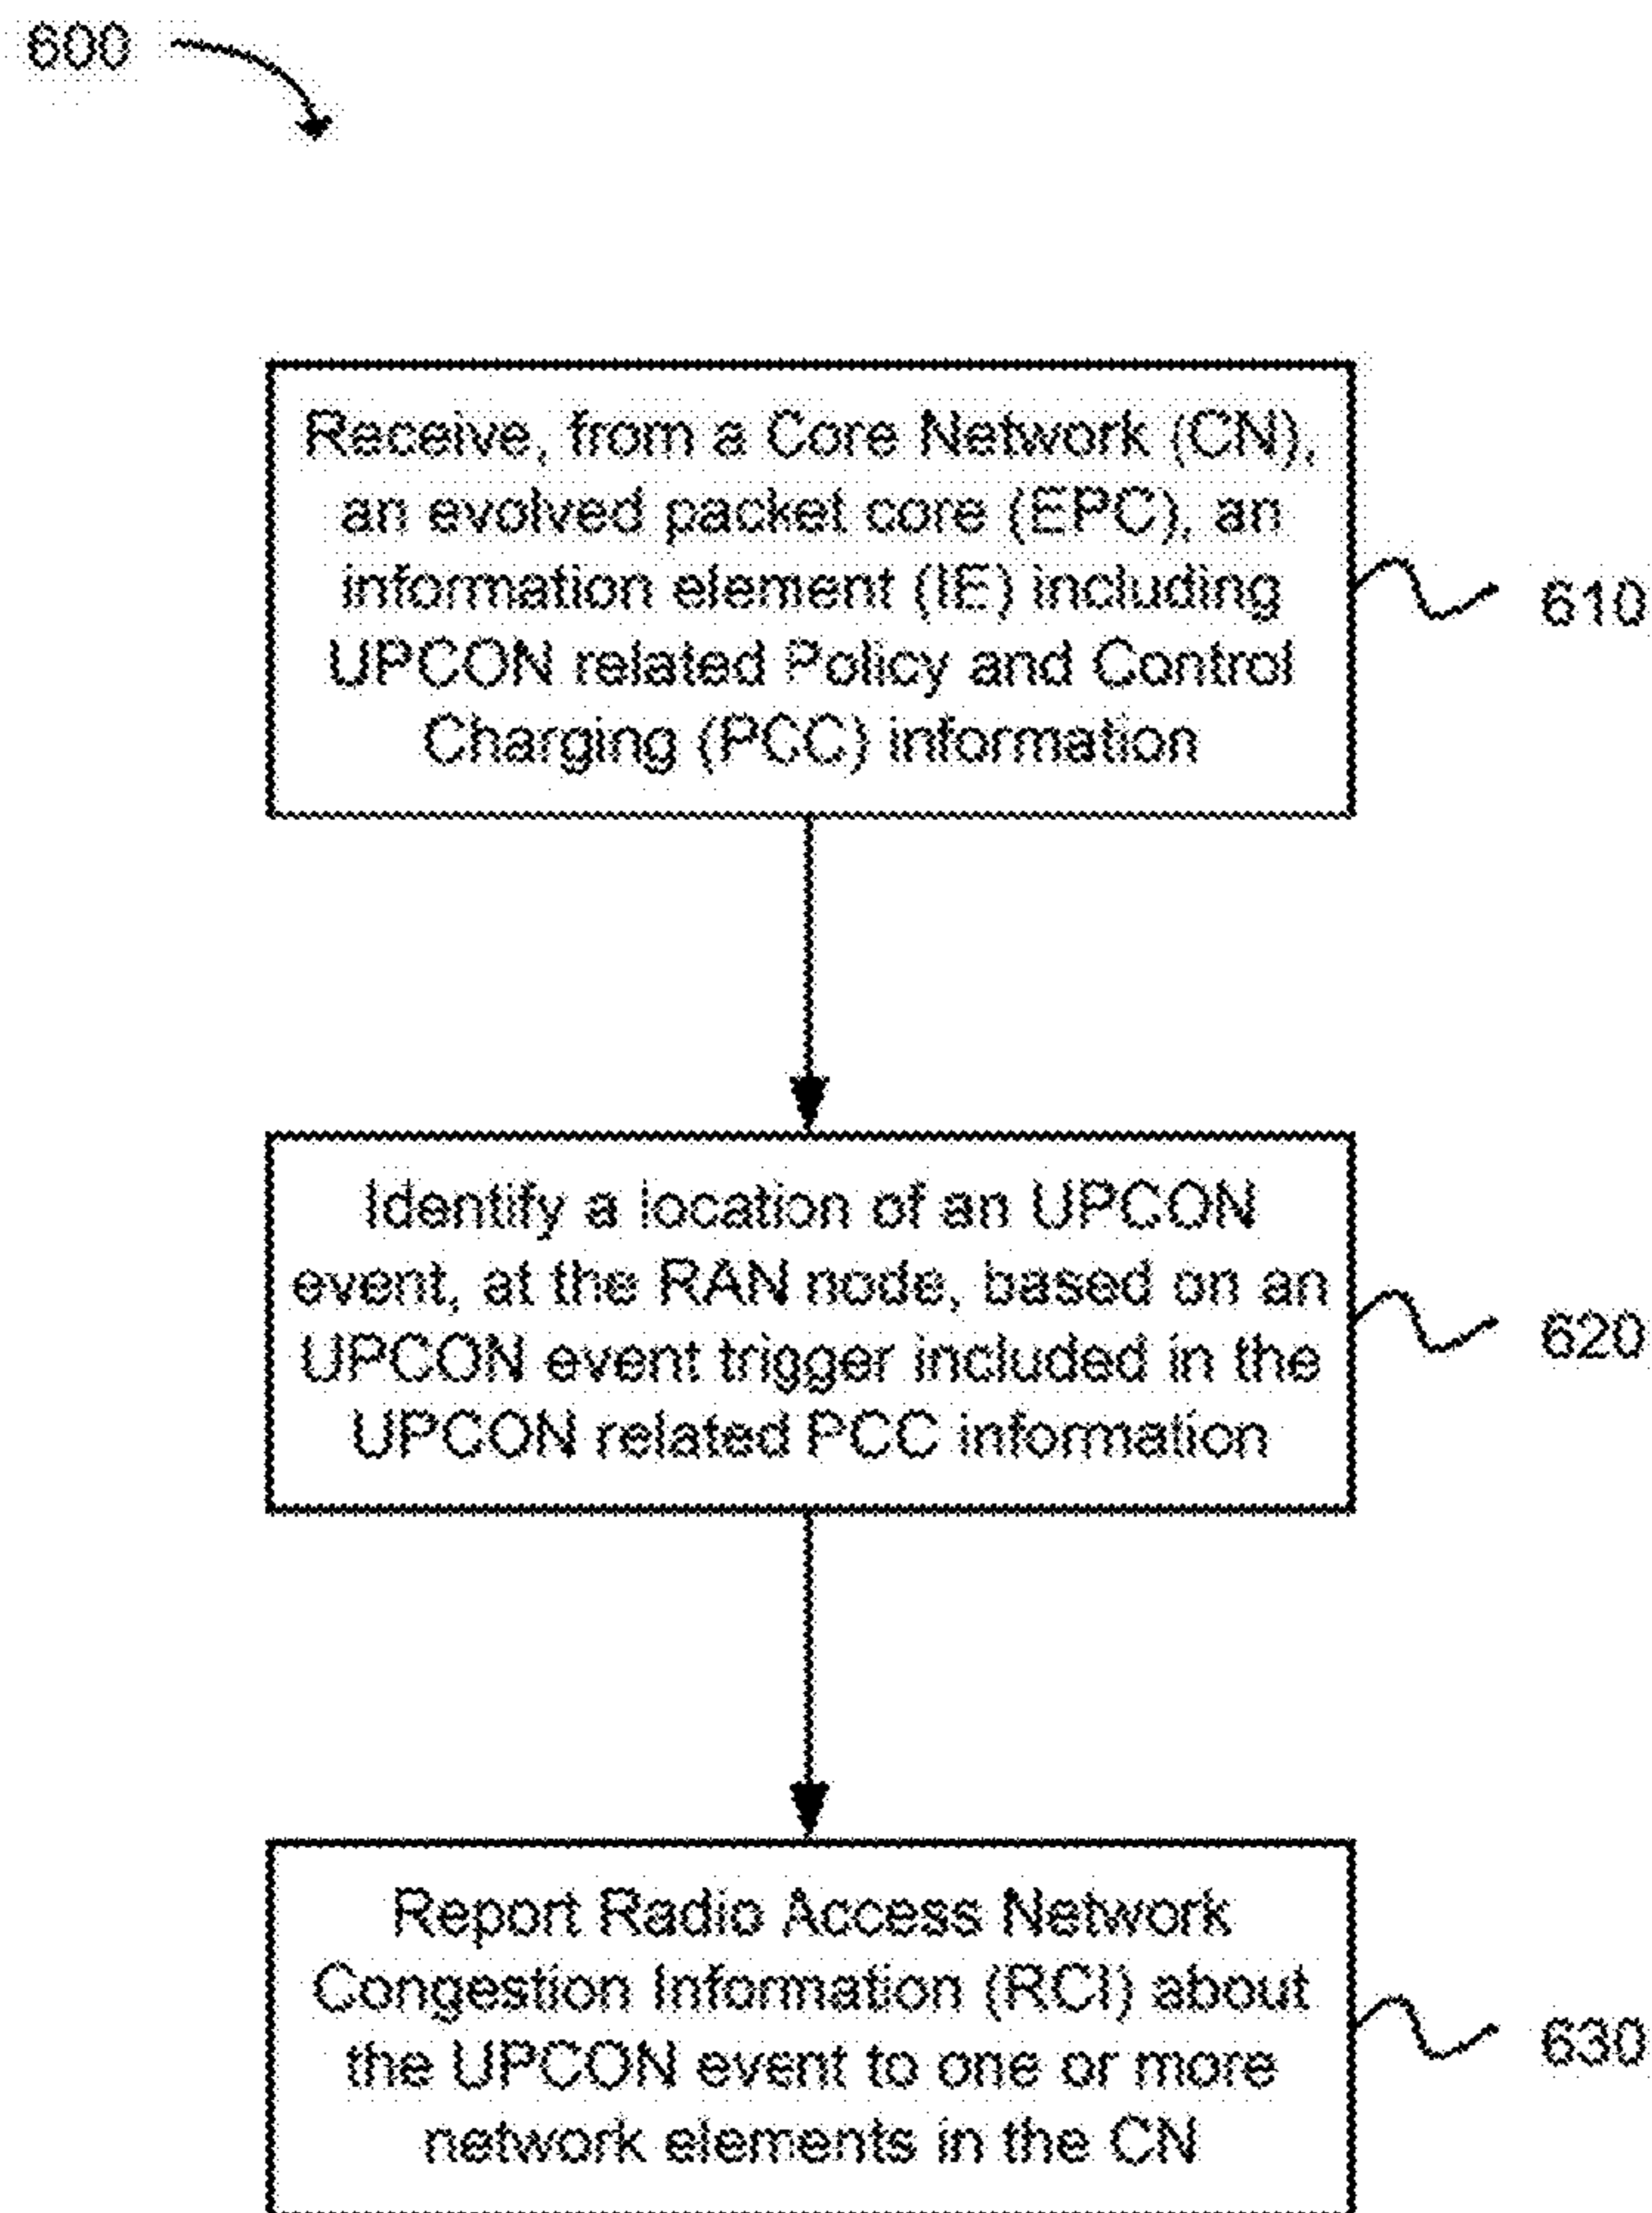 600
Receive, from a Core Network (CN),
an evolved packet core (EPC), an
information element (IE) including
UPCON related Policy and Control
Charging (PCC) information
610
Identify a location of an UPCON
event, at the RAN node, based on an
UPCON event trigger included in the
UPCON related PCC information
620
Report Radio Access Network
Congestion Information (RCI) about
the UPCON event to one or more
network elements in the CN
630